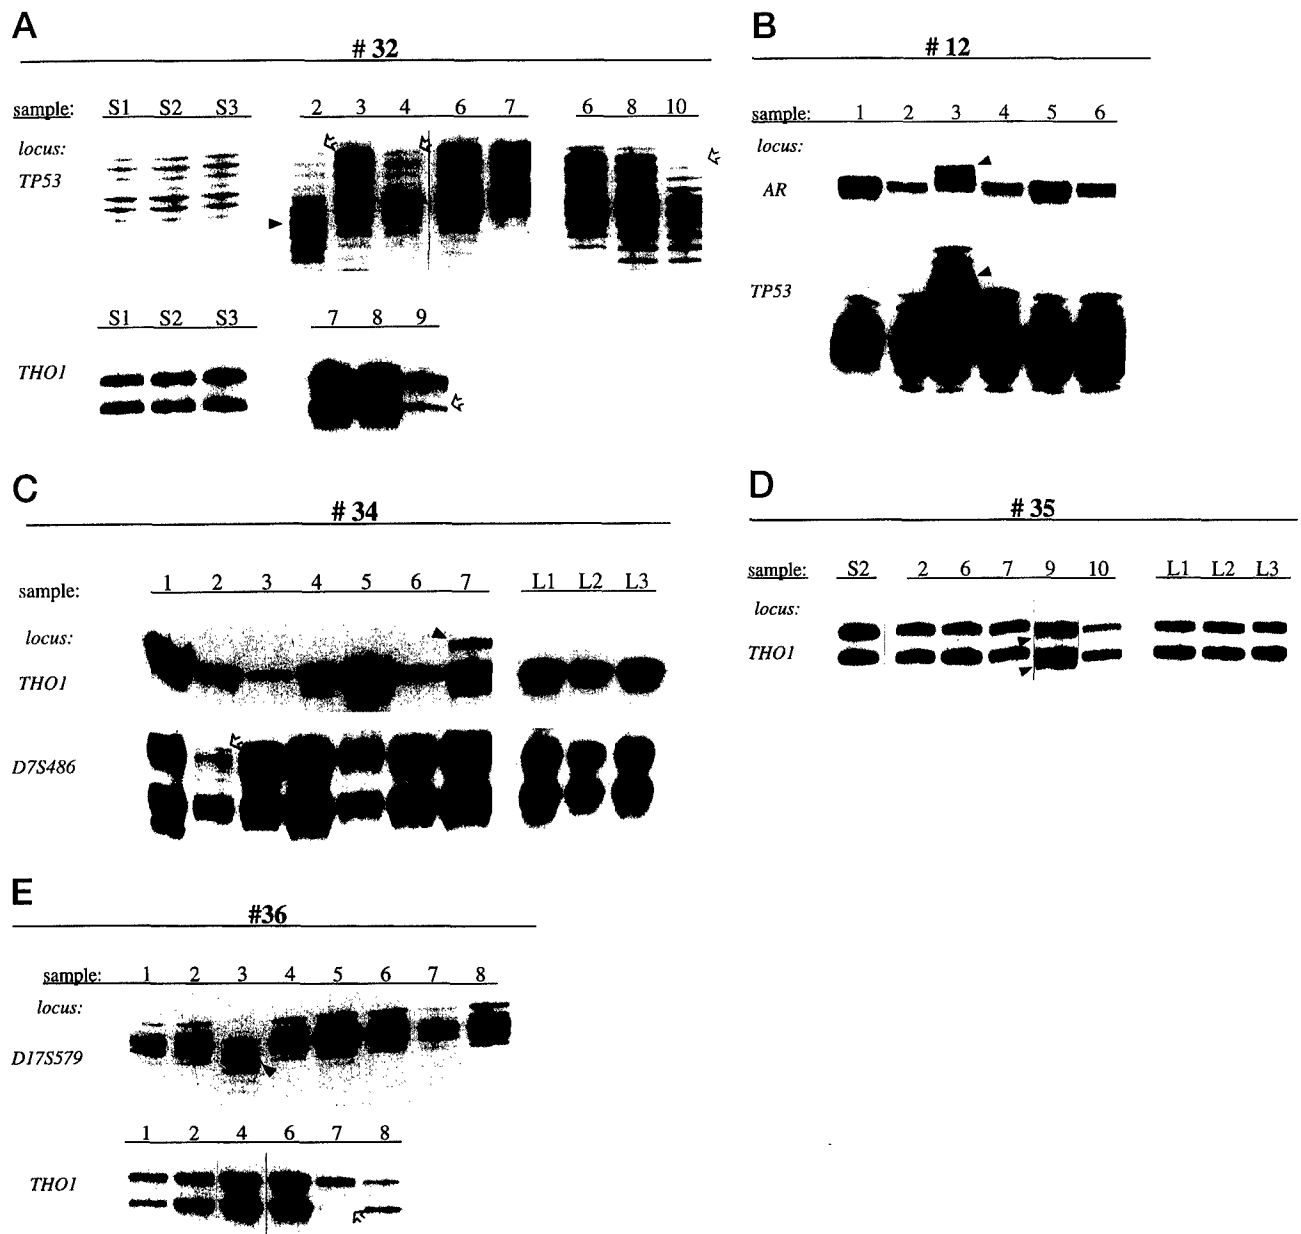 A
# 32
sample: S1 S2 S3 2 3 4 6 7 6 8 10
locus:
TP53
S1 S2 S3 7 8 9
THO1
B
# 12
sample: 1 2 3 4 5 6
locus:
AR
TP53
C
# 34
sample: 1 2 3 4 5 6 7 L1 L2 L3
locus:
THO1
D7S486
D
# 35
sample: S2 2 6 7 9 10 L1 L2 L3
locus:
THO1
E
#36
sample: 1 2 3 4 5 6 7 8
locus:
D17S579
1 2 4 6 7 8
THO1